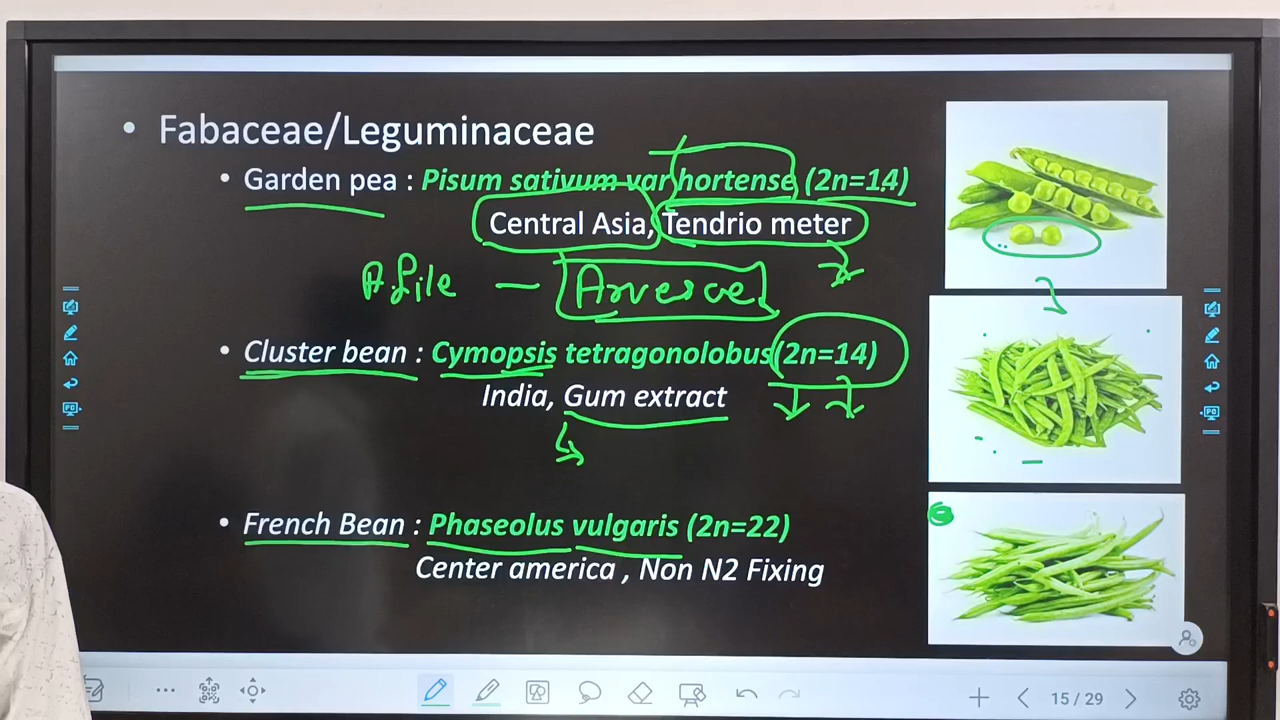 • Fabaceae/Leguminaceae
• Garden pea : Pisum sativum var hortense (2n=14)
Central Asia, Tendrio meter
Afile — Arvesvel
• Cluster bean : Cymopsis tetragonolobus(2n=14)
India, Gum extract
• French Bean : Phaseolus vulgaris (2n=22)
Center america , Non N2 Fixing
15 / 29